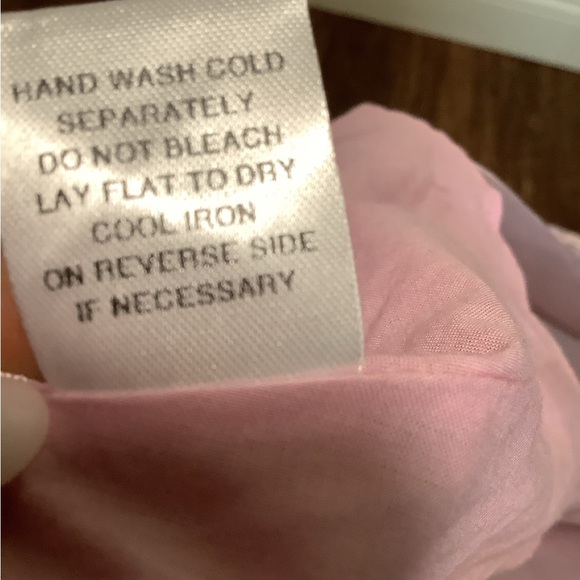 HAND WASH COLD
SEPARATELY
DO NOT BLEACH
LAY FLAT TO DRY
COOL IRON
ON REVERSE SIDE
IF NECESSARY